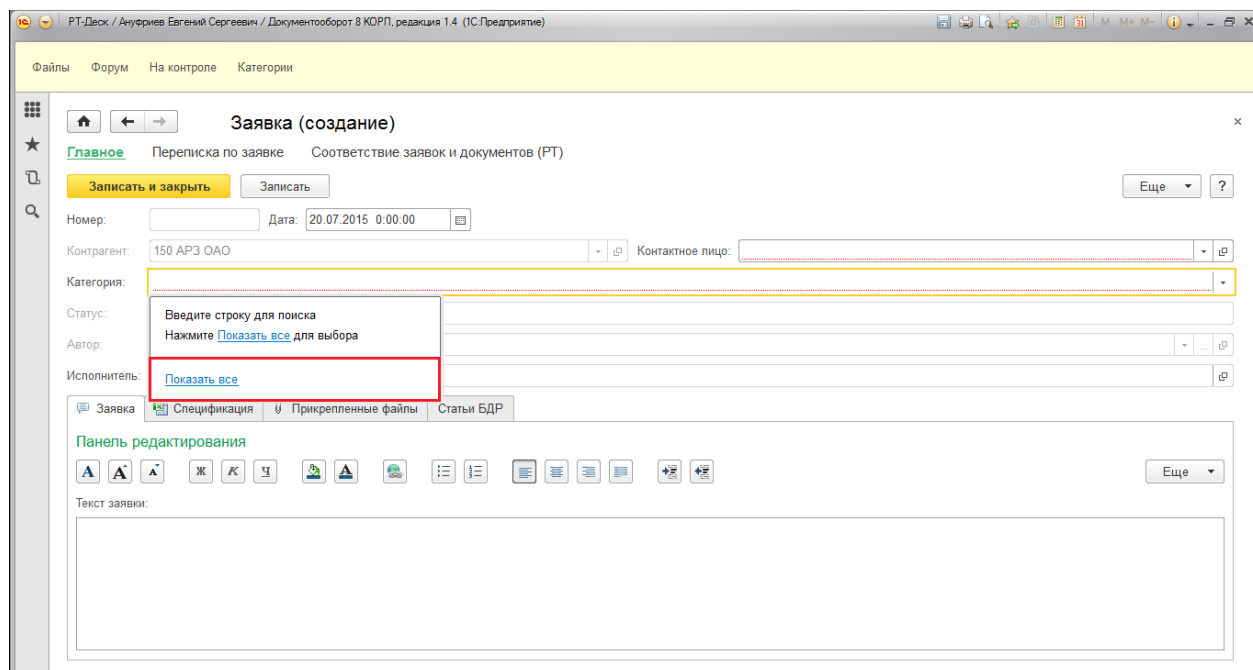 РТ-Деск / Ануфриев Евгений Сергеевич / Документооборот 8 КОРП, редакция 1.4 (1С:Предприятие)
M M+ M-
Файлы Форум На контроле Категории
Заявка (создание)
Главное Переписка по заявке Соответствие заявок и документов (РТ)
Записать и закрыть Записать Еще ?
Номер: Дата: 20.07.2015 0:00:00
Контрагент: 150 АРЗ ОАО Контактное лицо:
Категория:
Статус:
Введите строку для поиска
Нажмите Показать все для выбора
Автор:
Исполнитель:
Показать все
Заявка Спецификация Прикрепленные файлы Статьи БДР
Панель редактирования
А А А Ж К Ч А Еще
Текст заявки: